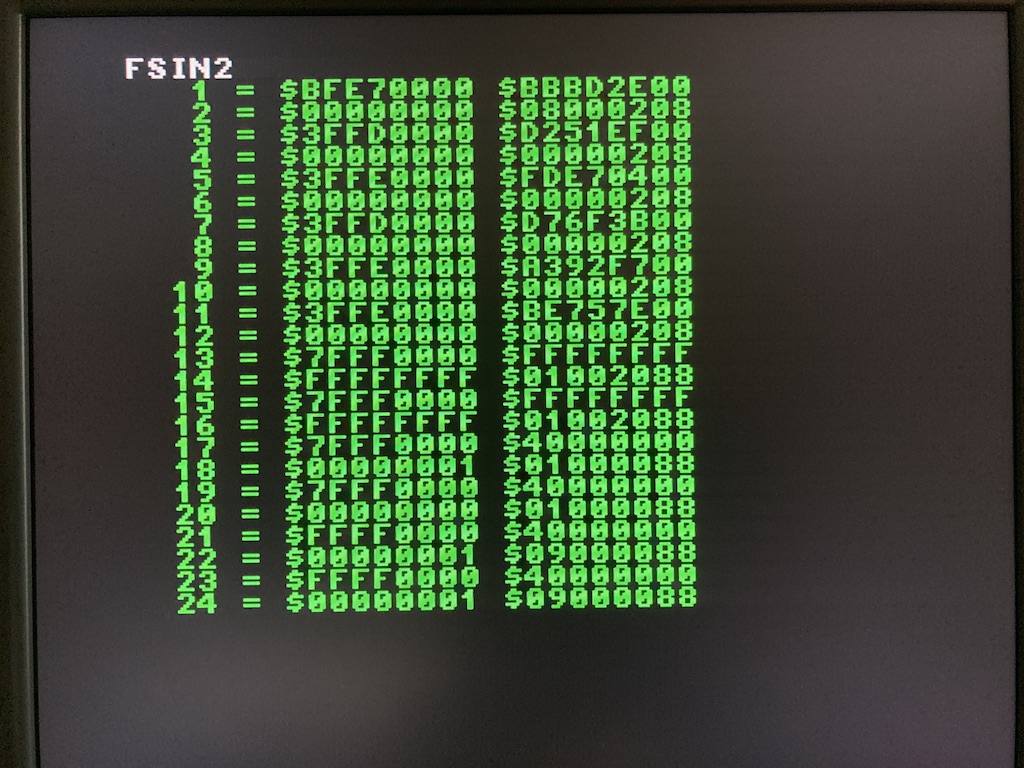 FSIN2
1 = $BFE70000 $BBBD2E00
2 = $00000000 $08000208
3 = $3FFD0000 $D251EF00
4 = $00000000 $00000208
5 = $3FFE0000 $FDE70400
6 = $00000000 $00000208
7 = $3FFD0000 $D76F3B00
8 = $00000000 $00000208
9 = $3FFE0000 $A392F700
10 = $00000000 $00000208
11 = $3FFE0000 $BE757E00
12 = $00000000 $00000208
13 = $7FFF0000 $FFFFFFFF
14 = $FFFFFFFF $01002088
15 = $7FFF0000 $FFFFFFFF
16 = $FFFFFFFF $01002088
17 = $7FFF0000 $40000000
18 = $00000001 $01000088
19 = $7FFF0000 $40000000
20 = $00000001 $01000088
21 = $FFFF0000 $40000000
22 = $00000001 $09000088
23 = $FFFF0000 $40000000
24 = $00000001 $09000088